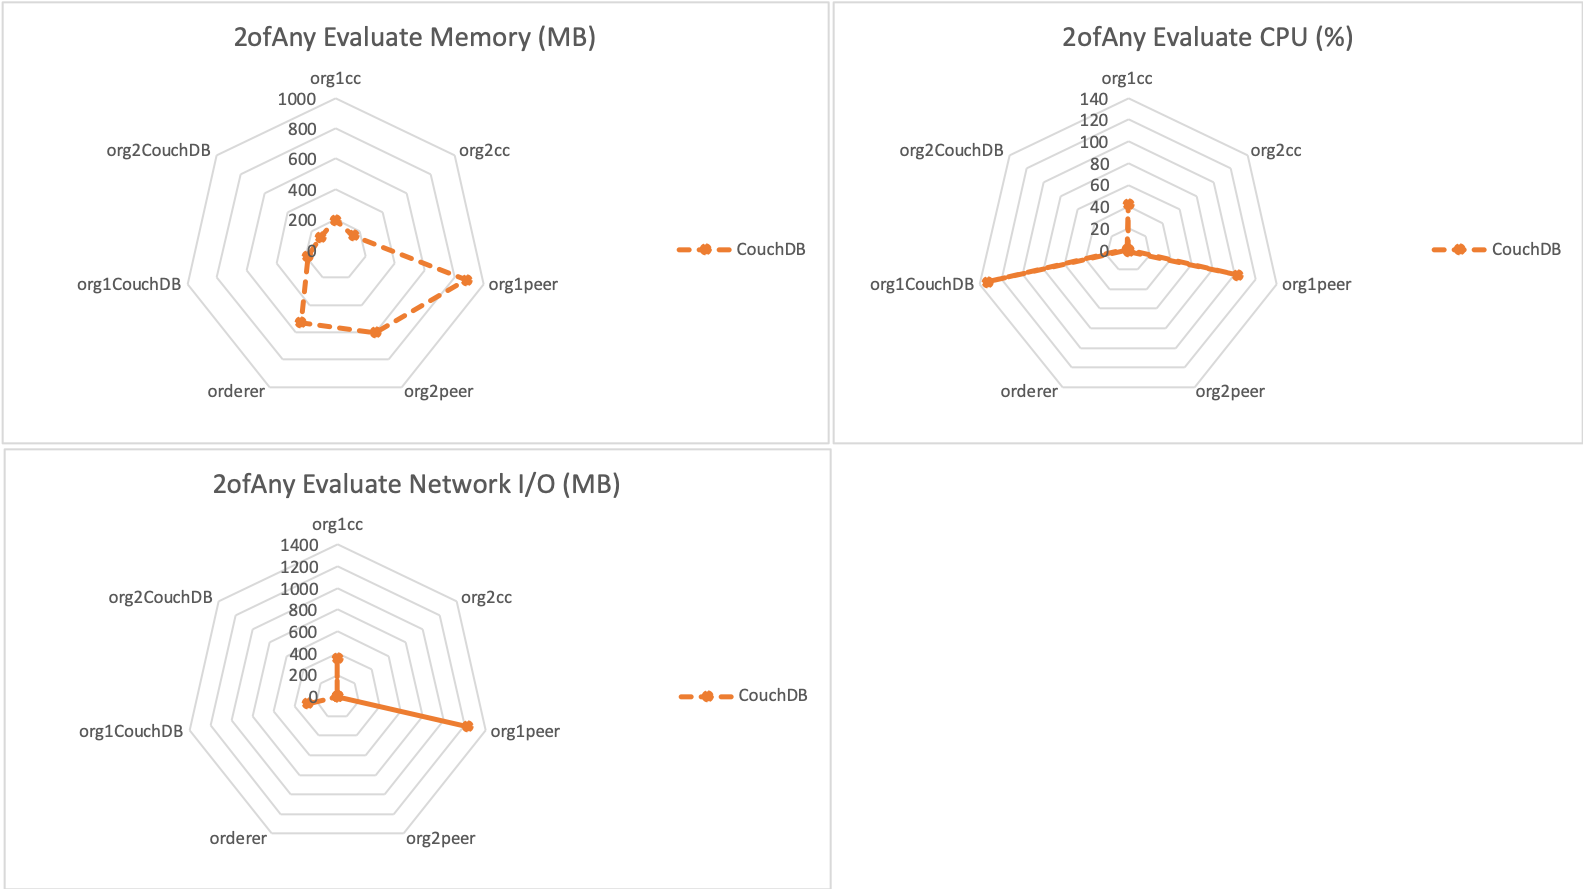 2ofAny Evaluate Memory (MB)
org1cc
1000
800
600
400
200
0
org2cc
org1peer
org2peer
orderer
org1CouchDB
org2CouchDB
CouchDB
2ofAny Evaluate CPU (%)
org1cc
140
120
100
80
60
40
20
0
org2cc
org1peer
org2peer
orderer
org1CouchDB
org2CouchDB
CouchDB
2ofAny Evaluate Network I/O (MB)
org1cc
1400
1200
1000
800
600
400
200
0
org2cc
org1peer
org2peer
orderer
org1CouchDB
org2CouchDB
CouchDB